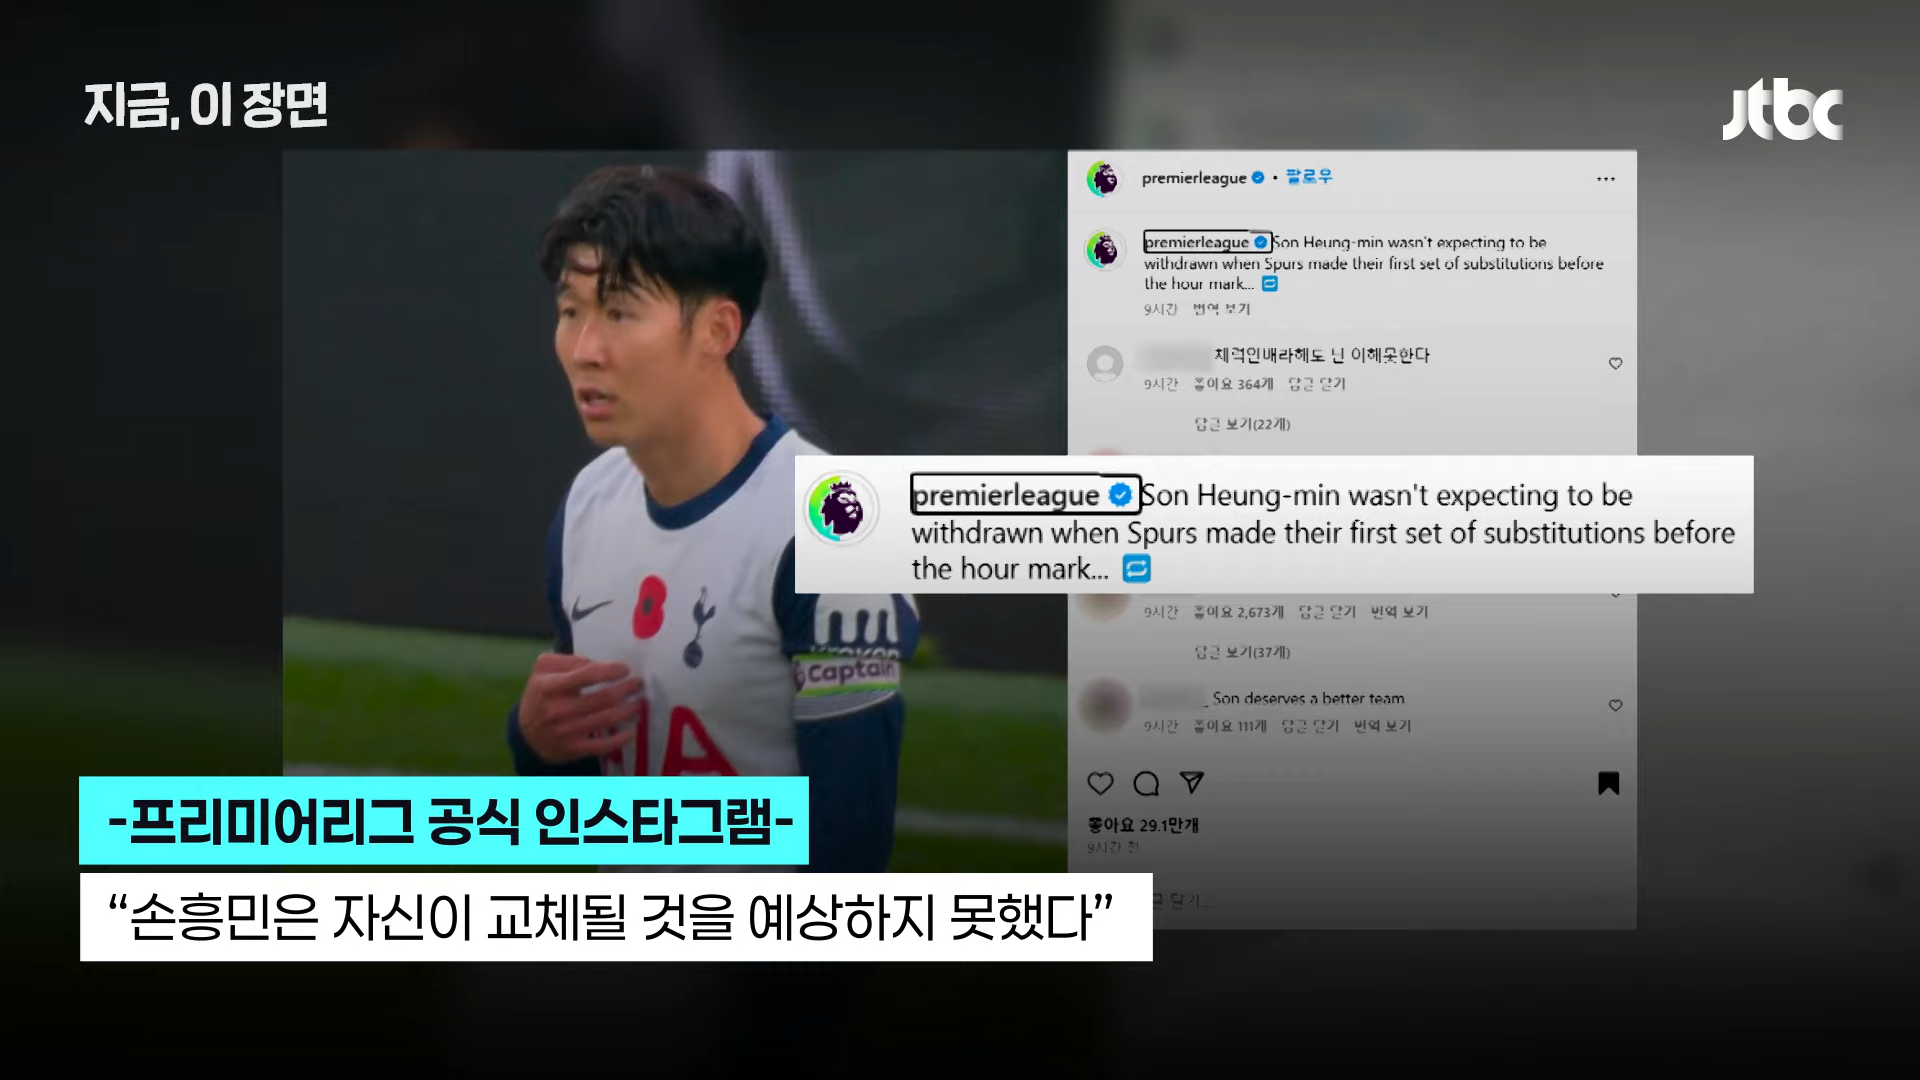 지금, 이 장면
jtbc
premierleague • 팔로우
premierleague Son Heung-min wasn't expecting to be
withdrawn when Spurs made their first set of substitutions before
the hour mark...
9시간 번역 보기
체력인배라해도 닌 이해못한다
9시간 좋아요 364개 답글 달기
답글 보기(22개)
premierleague Son Heung-min wasn't expecting to be
withdrawn when Spurs made their first set of substitutions before
the hour mark...
9시간 좋아요 2,673개 답글 달기 번역 보기
답글 보기(37개)
Son deserves a better team
9시간 좋아요 111개 답글 달기 번역 보기
좋아요 29.1만개
9시간 전
달기...
kraken
Captain
IA
-프리미어리그 공식 인스타그램-
“손흥민은 자신이 교체될 것을 예상하지 못했다”